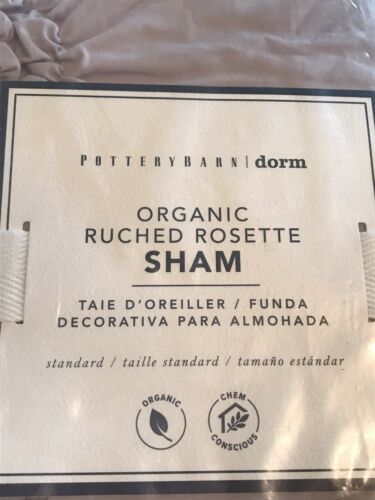 POTTERYBARN | dorm
ORGANIC
RUCHED ROSETTE
SHAM
TAIE D'OREILLER / FUNDA
DECORATIVA PARA ALMOHADA
standard / taille standard / tamaño estándar
ORGANIC
CHEM
CONSCIOUS